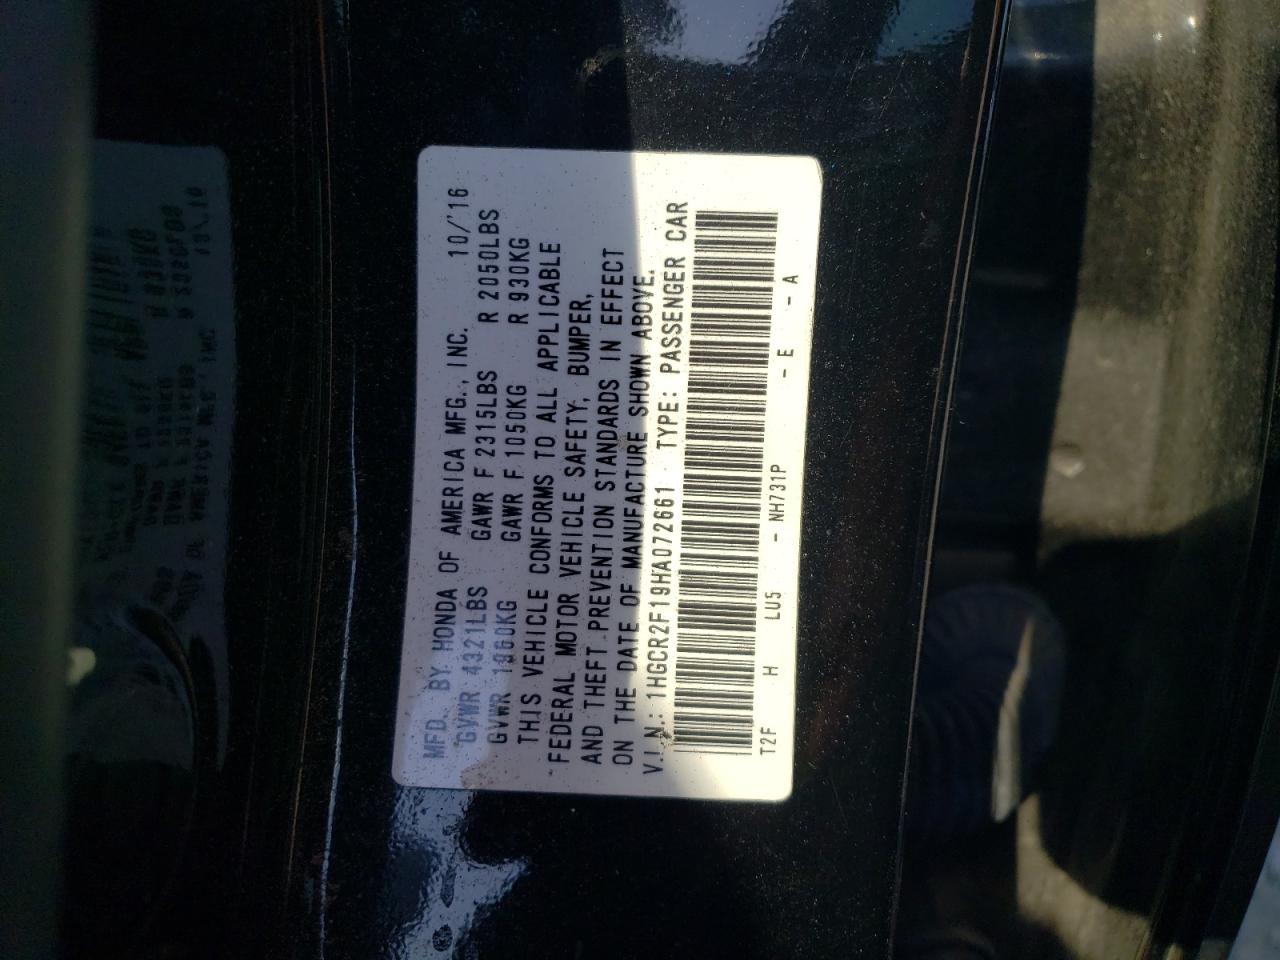 MFD. BY HONDA OF AMERICA MFG., INC. 10/'16
GVWR 4321LBS GAWR F 2315LBS R 2050LBS
GVWR 1960KG GAWR F 1050KG R 930KG
THIS VEHICLE CONFORMS TO ALL APPLICABLE
FEDERAL MOTOR VEHICLE SAFETY, BUMPER,
AND THEFT PREVENTION STANDARDS IN EFFECT
ON THE DATE OF MANUFACTURE SHOWN ABOVE.
V.I.N.: 1HGCR2F19HA072661 TYPE: PASSENGER CAR
T2F H LU5 - NH731P - E - A